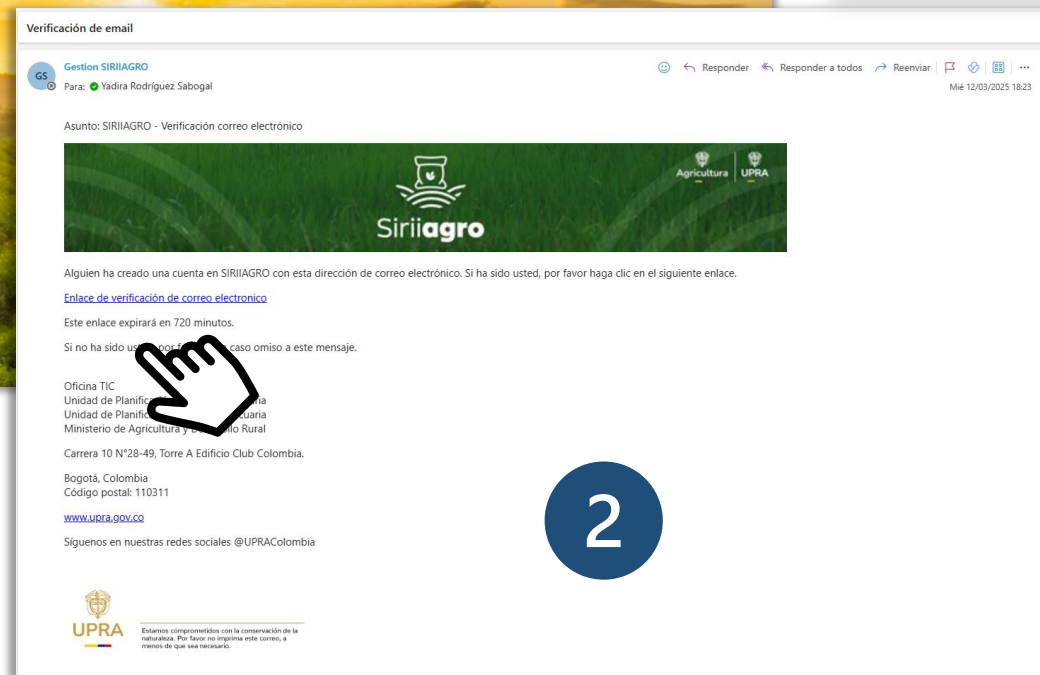 Verificación de email
GS
Gestion SIRIIAGRO
Responder
Responder a todos
Reenviar
Para: Yadira Rodríguez Sabogal
Mié 12/03/2025 18:23
Asunto: SIRIIAGRO - Verificación correo electrónico
Agricultura UPRA
Siriiagro
Alguien ha creado una cuenta en SIRIIAGRO con esta dirección de correo electrónico. Si ha sido usted, por favor haga clic en el siguiente enlace.
Enlace de verificación de correo electronico
Este enlace expirará en 720 minutos.
Si no ha sido por caso omiso a este mensaje.
Oficina TIC
Unidad de
Unidad de
Ministerio de Agricultura y Rural
Carrera 10 N°28-49, Torre A Edificio Club Colombia.
Bogotá, Colombia
Código postal: 110311
www.upra.gov.co
Síguenos en nuestras redes sociales @UPRAColombia
2
UPRA
Estamos comprometidos con la conservación de la
naturaleza. Por favor no imprima este correo, a
menos de que sea necesario.